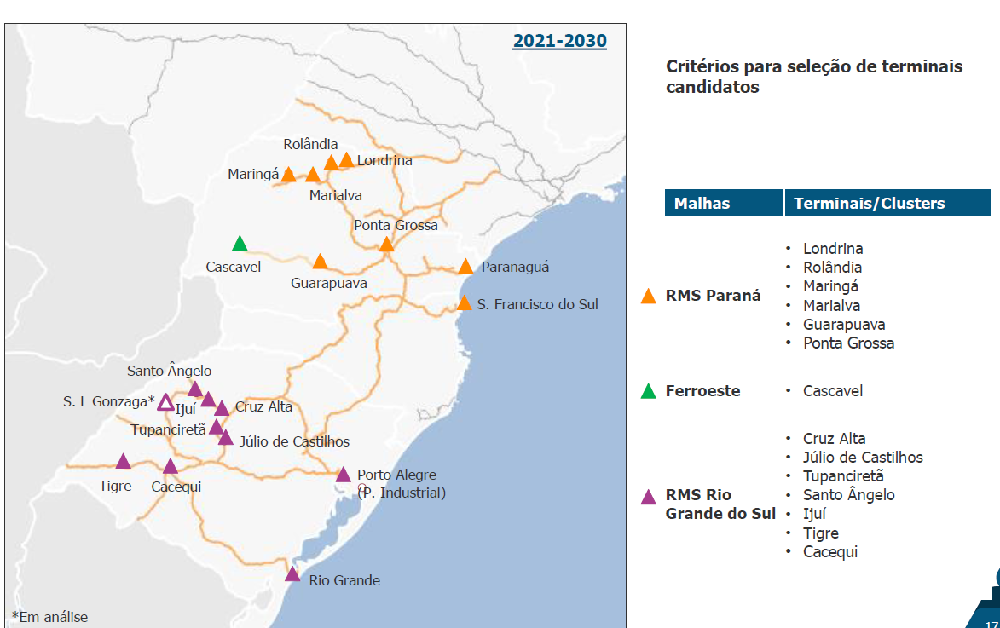 2021-2030
Critérios para seleção de terminais
candidatos
Rolândia
Londrina
Maringá
Marialva
Ponta Grossa
Cascavel
Guarapuava
Paranaguá
S. Francisco do Sul
Santo Ângelo
S. L Gonzaga*
Ijuí
Cruz Alta
Tupanciretã
Júlio de Castilhos
Tigre
Cacequi
Porto Alegre
(P. Industrial)
Rio Grande
*Em análise
Malhas
Terminais/Clusters
RMS Paraná
• Londrina
• Rolândia
• Maringá
• Marialva
• Guarapuava
• Ponta Grossa
Ferroeste
• Cascavel
RMS Rio
Grande do Sul
• Cruz Alta
• Júlio de Castilhos
• Tupanciretã
• Santo Ângelo
• Ijuí
• Tigre
• Cacequi
17